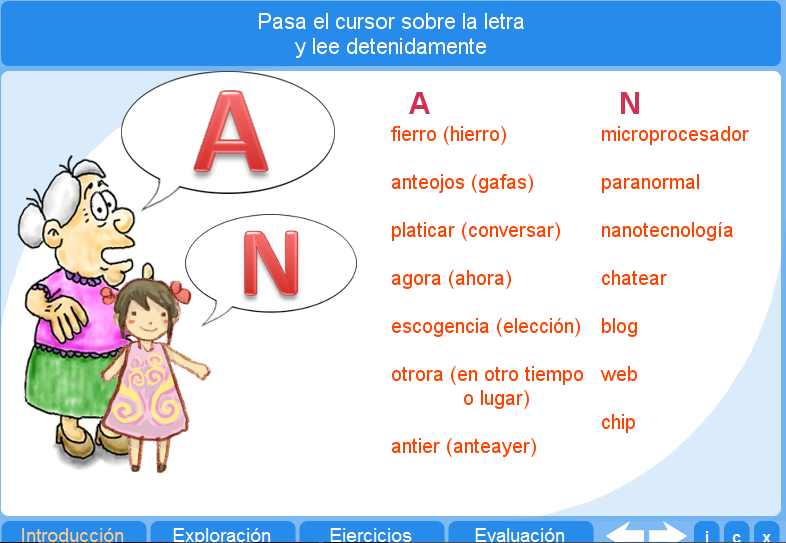 Pasa el cursor sobre la letra
y lee detenidamente
A
N
A
fierro (hierro)
anteojos (gafas)
platicar (conversar)
agora (ahora)
escogencia (elección)
otrora (en otro tiempo
o lugar)
antier (anteayer)
N
microprocesador
paranormal
nanotecnología
chatear
blog
web
chip
Introducción
Exploración
Ejercicios
Evaluación
i
c
x